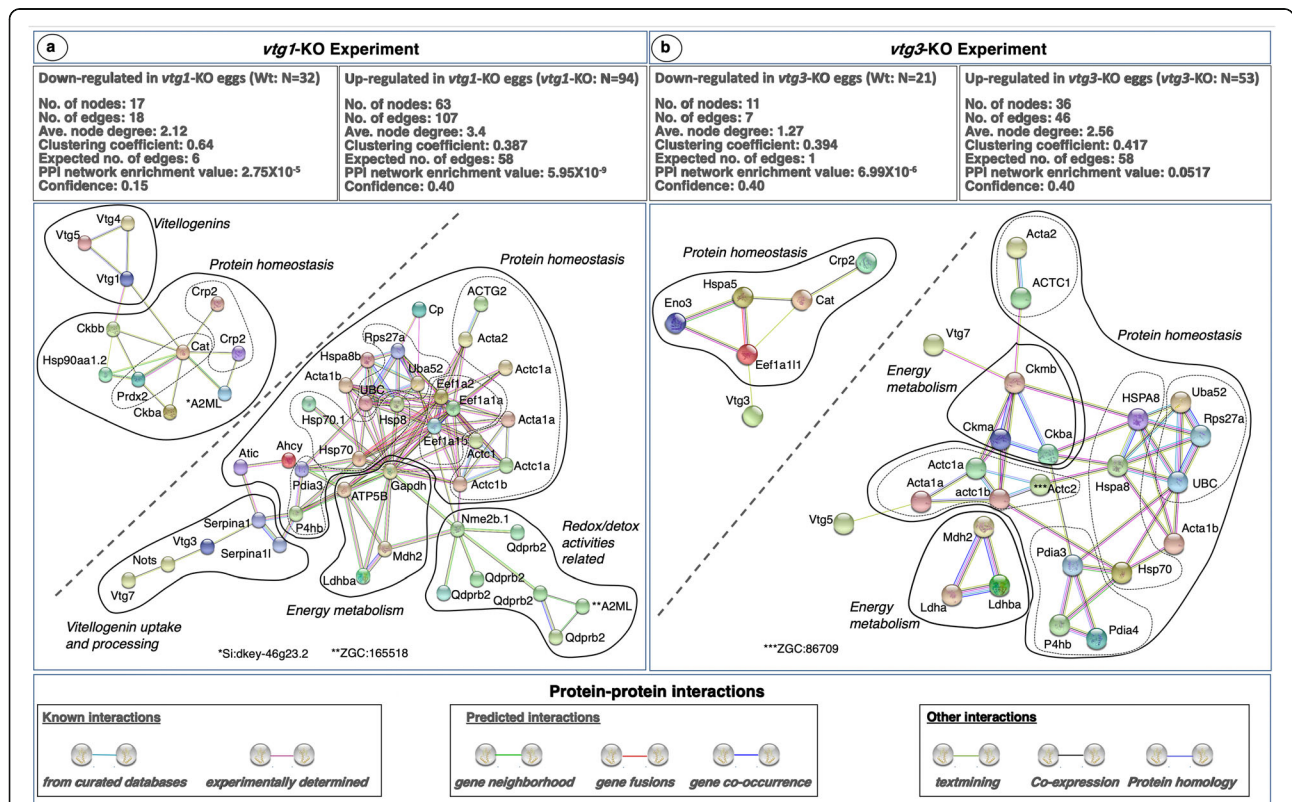 a
vtg1-KO Experiment
Down-regulated in vtg1-KO eggs (Wt: N=32)
No. of nodes: 17
No. of edges: 18
Ave. node degree: 2.12
Clustering coefficient: 0.64
Expected no. of edges: 6
PPI network enrichment value: 2.75X10-5
Confidence: 0.15
Up-regulated in vtg1-KO eggs (vtg1-KO: N=94)
No. of nodes: 63
No. of edges: 107
Ave. node degree: 3.4
Clustering coefficient: 0.387
Expected no. of edges: 58
PPI network enrichment value: 5.95X10-9
Confidence: 0.40
b
vtg3-KO Experiment
Down-regulated in vtg3-KO eggs (Wt: N=21)
No. of nodes: 11
No. of edges: 7
Ave. node degree: 1.27
Clustering coefficient: 0.394
Expected no. of edges: 1
PPI network enrichment value: 6.99X10-6
Confidence: 0.40
Up-regulated in vtg3-KO eggs (vtg3-KO: N=53)
No. of nodes: 36
No. of edges: 46
Ave. node degree: 2.56
Clustering coefficient: 0.417
Expected no. of edges: 58
PPI network enrichment value: 0.0517
Confidence: 0.40
Vtg4
Vitellogenins
Vtg5
Vtg1
Protein homeostasis
Crp2
Ckbb
Cat
Crp2
Hsp90aa1.2
Prdx2
*A2ML
Ckba
Protein homeostasis
ACTG2
Cp
Rps27a
Acta2
Hspa8b
Uba52
Actc1a
Acta1b
Eef1a2
UBC
Eef1a1a
Hsp70.1
Hsp8
Acta1a
Eef1a1b
Ahcy
Hsp70
Actc1
Atic
Actc1a
Pdia3
Gapdh
Actc1b
ATP5B
P4hb
Serpina1
Nme2b.1
Redox/detox
activities
related
Vtg3
Serpina1l
Mdh2
Qdprb2
Nots
Vtg7
Ldhba
Qdprb2
Qdprb2
Qdprb2
**A2ML
Energy metabolism
Qdprb2
Vitellogenin uptake
and processing
*Si:dkey-46g23.2
**ZGC:165518
Crp2
Hspa5
Eno3
Cat
Eef1a1l1
Vtg3
Acta2
ACTC1
Vtg7
Protein homeostasis
Energy
metabolism
Ckmb
Uba52
HSPA8
Rps27a
Ckma
Ckba
Actc1a
Acta1a
***Actc2
Hspa8
UBC
actc1b
Vtg5
Acta1b
Mdh2
Pdia3
Hsp70
Ldha
Ldhba
Energy
metabolism
P4hb
Pdia4
***ZGC:86709
Protein-protein interactions
Known interactions
from curated databases
experimentally determined
Predicted interactions
gene neighborhood
gene fusions
gene co-occurrence
Other interactions
textmining
Co-expression
Protein homology